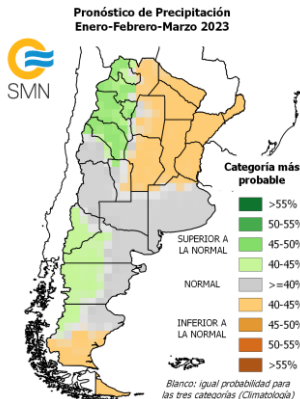 Pronóstico de Precipitación
Enero-Febrero-Marzo 2023
SMN
Categoría más
probable
>55%
50-55%
45-50%
SUPERIOR A
LA NORMAL
40-45%
NORMAL
>=40%
40-45%
INFERIOR A
LA NORMAL
45-50%
50-55%
>55%
Blanco: igual probabilidad para
las tres categorías (Climatología)